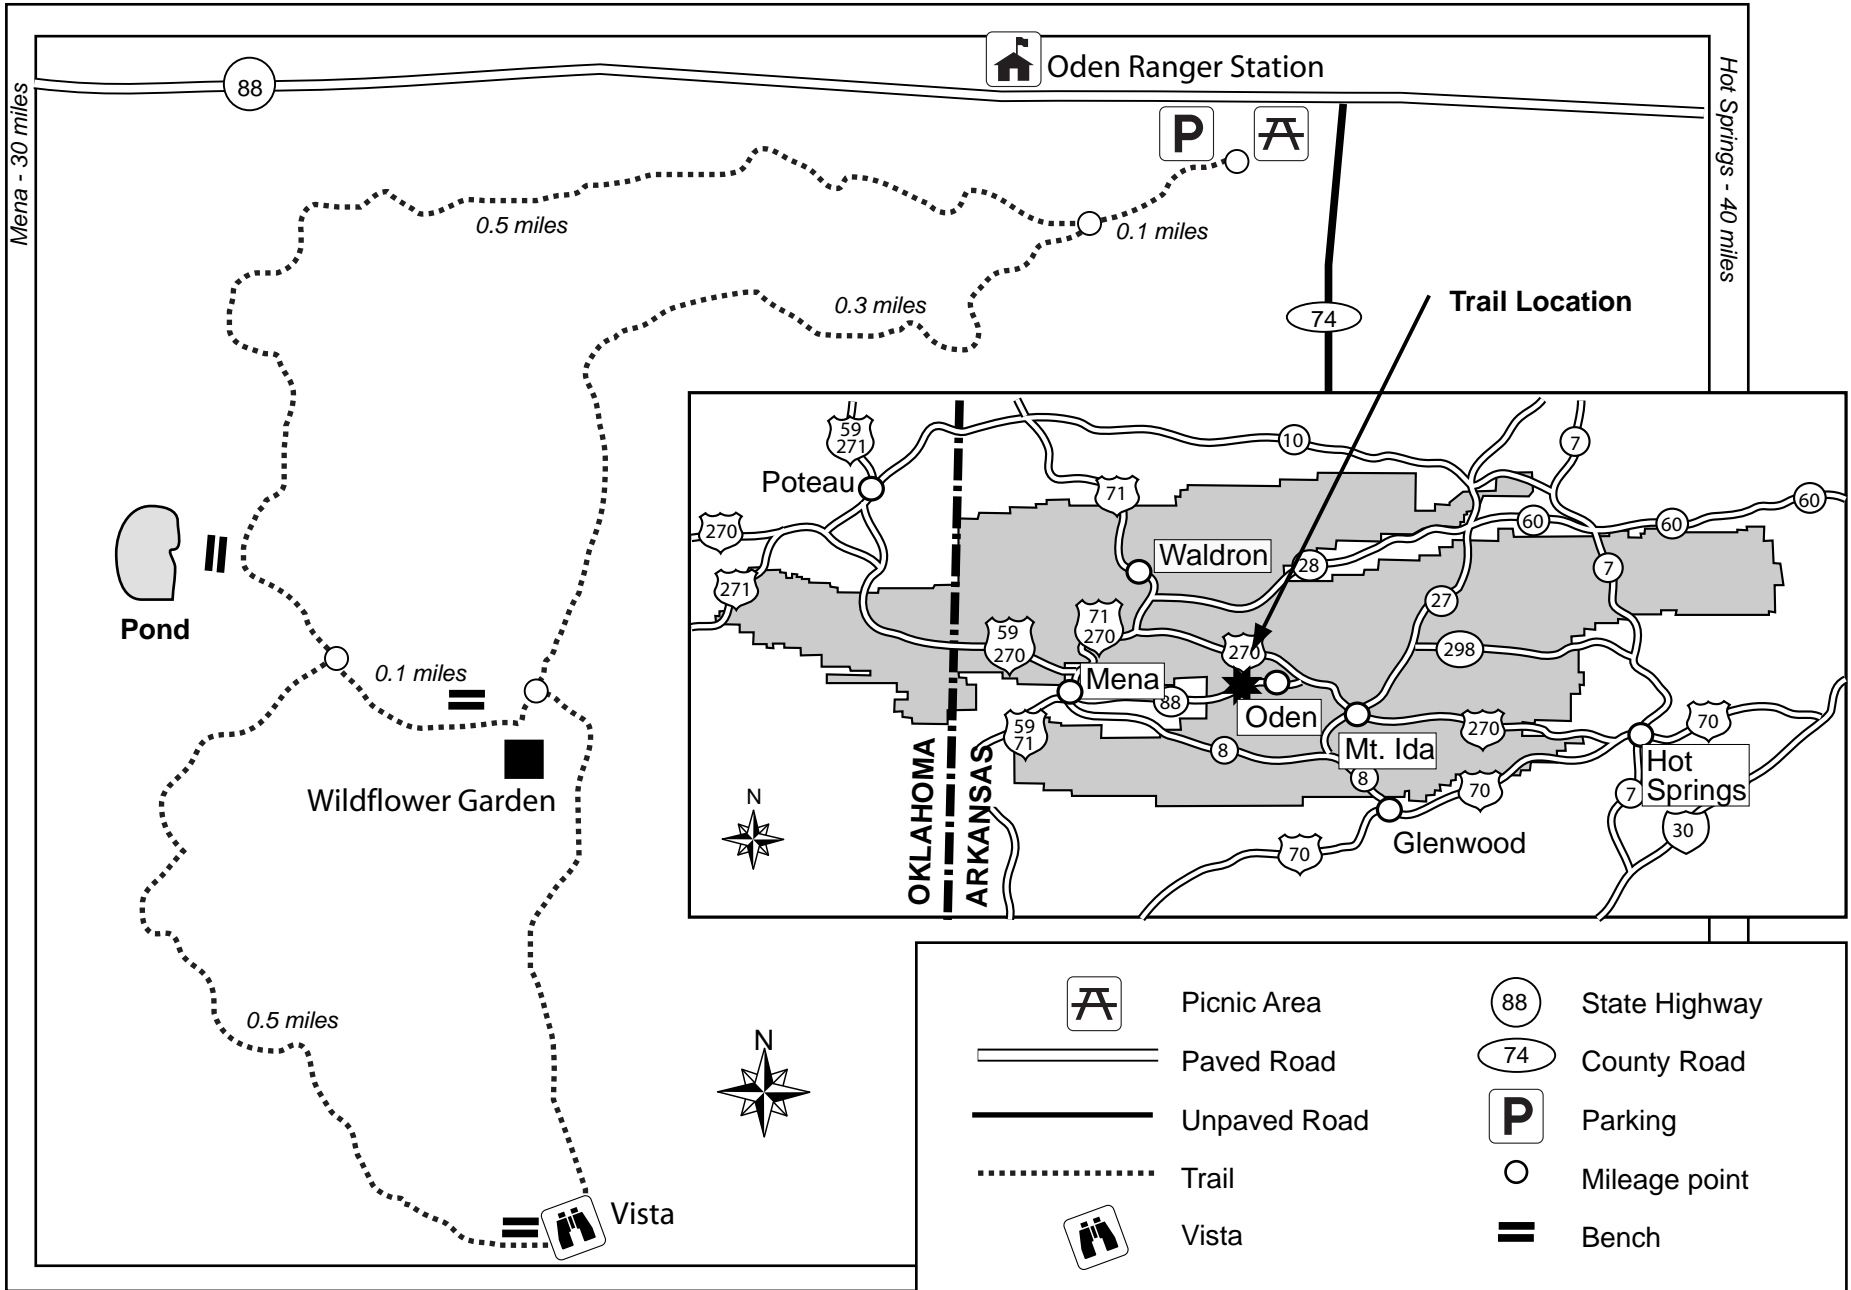 Oden Ranger Station
88
Mena - 30 miles
Hot Springs - 40 miles
P
0.5 miles
0.1 miles
0.3 miles
74
Trail Location
Pond
0.1 miles
Wildflower Garden
0.5 miles
Vista
N
59
271
10
7
Poteau
71
60
270
60
60
Waldron
28
7
271
27
71
270
59
270
270
298
Mena
88
Oden
59
71
8
Mt. Ida
270
70
Hot
Springs
8
70
7
30
N
OKLAHOMA
ARKANSAS
70
Glenwood
Picnic Area
88
State Highway
Paved Road
74
County Road
Unpaved Road
P
Parking
Trail
Mileage point
Vista
Bench